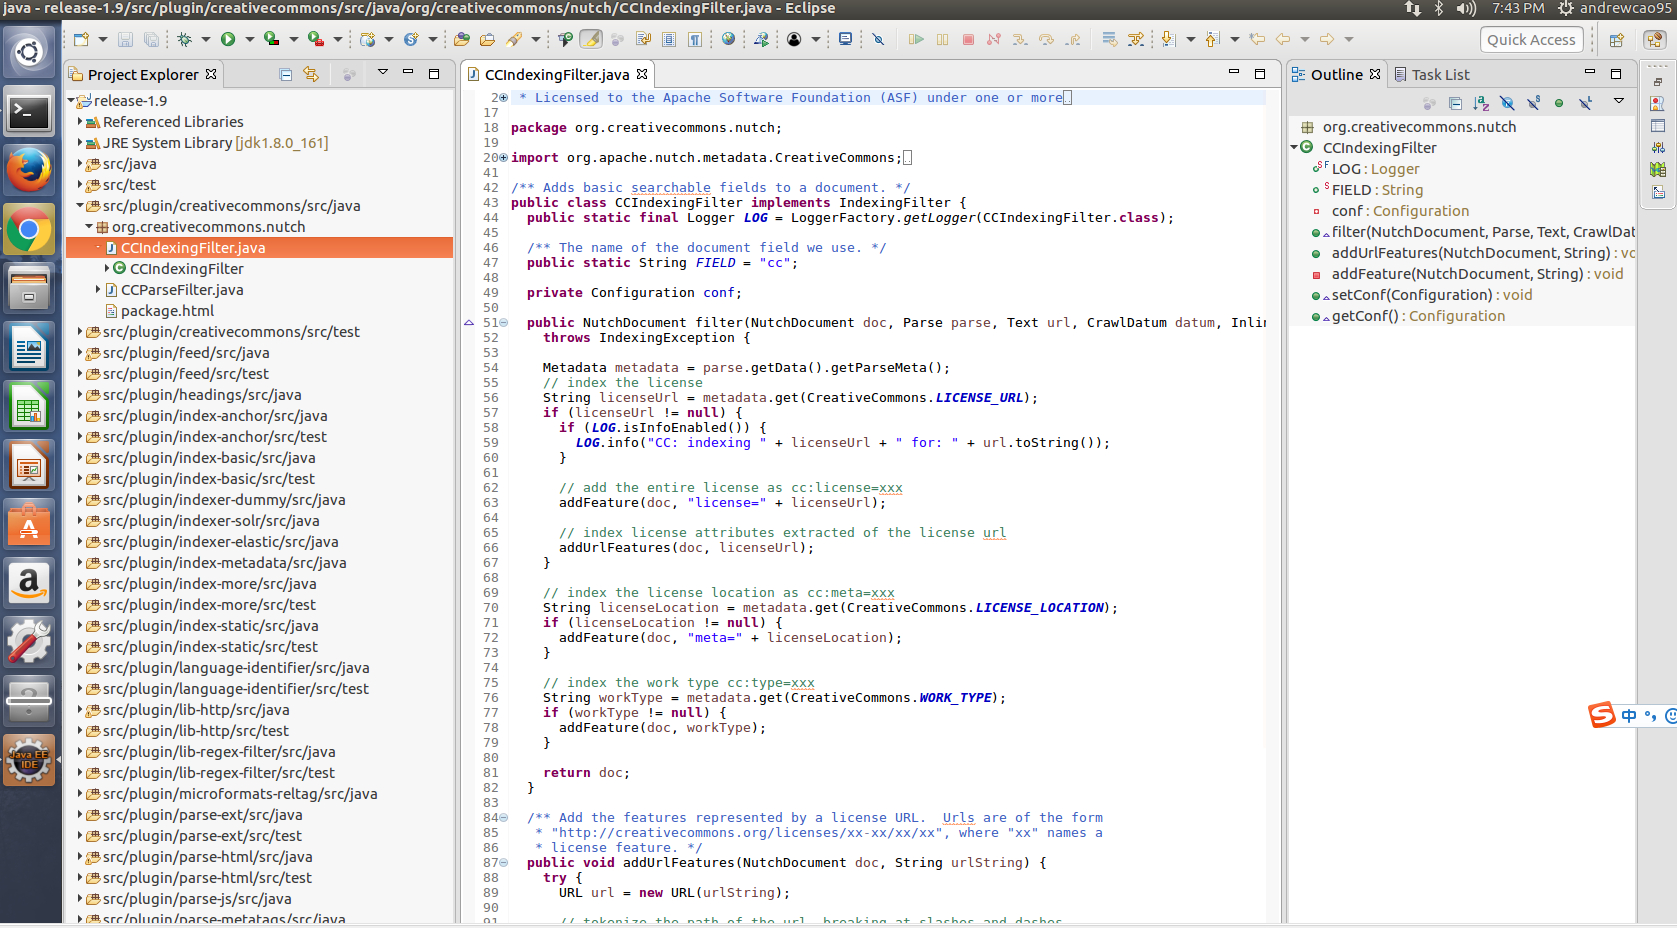 java - release-1.9/src/plugin/creativecommons/src/java/org/creativecommons/nutch/CCIndexingFilter.java - Eclipse
7:43 PM
andrewcao95
Quick Access
Project Explorer
release-1.9
Referenced Libraries
JRE System Library [jdk1.8.0_161]
src/java
src/test
src/plugin/creativecommons/src/java
org.creativecommons.nutch
CCIndexingFilter.java
CCIndexingFilter
CCParseFilter.java
package.html
src/plugin/creativecommons/src/test
src/plugin/feed/src/java
src/plugin/feed/src/test
src/plugin/headings/src/java
src/plugin/index-anchor/src/java
src/plugin/index-anchor/src/test
src/plugin/index-basic/src/java
src/plugin/index-basic/src/test
src/plugin/indexer-dummy/src/java
src/plugin/indexer-solr/src/java
src/plugin/indexer-elastic/src/java
src/plugin/index-metadata/src/java
src/plugin/index-more/src/java
src/plugin/index-more/src/test
src/plugin/index-static/src/java
src/plugin/index-static/src/test
src/plugin/language-identifier/src/java
src/plugin/language-identifier/src/test
src/plugin/lib-http/src/java
src/plugin/lib-http/src/test
src/plugin/lib-regex-filter/src/java
src/plugin/lib-regex-filter/src/test
src/plugin/microformats-reltag/src/java
src/plugin/parse-ext/src/java
src/plugin/parse-ext/src/test
src/plugin/parse-html/src/java
src/plugin/parse-html/src/test
src/plugin/parse-js/src/java
src/plugin/parse-metatags/src/java
Java EE
IDE
CCIndexingFilter.java
2 * Licensed to the Apache Software Foundation (ASF) under one or more
17
18 package org.creativecommons.nutch;
19
20 import org.apache.nutch.metadata.CreativeCommons;
41
42 /** Adds basic searchable fields to a document. */
43 public class CCIndexingFilter implements IndexingFilter {
44 public static final Logger LOG = LoggerFactory.getLogger(CCIndexingFilter.class);
45
46 /** The name of the document field we use. */
47 public static String FIELD = "cc";
48
49 private Configuration conf;
50
51 public NutchDocument filter(NutchDocument doc, Parse parse, Text url, CrawlDatum datum, Inlin
52 throws IndexingException {
53
54 Metadata metadata = parse.getData().getParseMeta();
55 // index the license
56 String licenseUrl = metadata.get(CreativeCommons.LICENSE_URL);
57 if (licenseUrl != null) {
58 if (LOG.isInfoEnabled()) {
59 LOG.info("CC: indexing " + licenseUrl + " for: " + url.toString());
60 }
61
62 // add the entire license as cc:license=xxx
63 addFeature(doc, "license=" + licenseUrl);
64
65 // index license attributes extracted of the license url
66 addUrlFeatures(doc, licenseUrl);
67 }
68
69 // index the license location as cc:meta=xxx
70 String licenseLocation = metadata.get(CreativeCommons.LICENSE_LOCATION);
71 if (licenseLocation != null) {
72 addFeature(doc, "meta=" + licenseLocation);
73 }
74
75 // index the work type cc:type=xxx
76 String workType = metadata.get(CreativeCommons.WORK_TYPE);
77 if (workType != null) {
78 addFeature(doc, workType);
79 }
80
81 return doc;
82 }
83
84 /** Add the features represented by a license URL.  Urls are of the form
85 * "http://creativecommons.org/licenses/xx-xx/xx/xx", where "xx" names a
86 * license feature. */
87 public void addUrlFeatures(NutchDocument doc, String urlString) {
88 try {
89 URL url = new URL(urlString);
90
91 // tokenize the path of the url, breaking at slashes and dashes
Outline
Task List
org.creativecommons.nutch
CCIndexingFilter
LOG : Logger
FIELD : String
conf : Configuration
filter(NutchDocument, Parse, Text, CrawlDat
addUrlFeatures(NutchDocument, String) : vo
addFeature(NutchDocument, String) : void
setConf(Configuration) : void
getConf() : Configuration
中